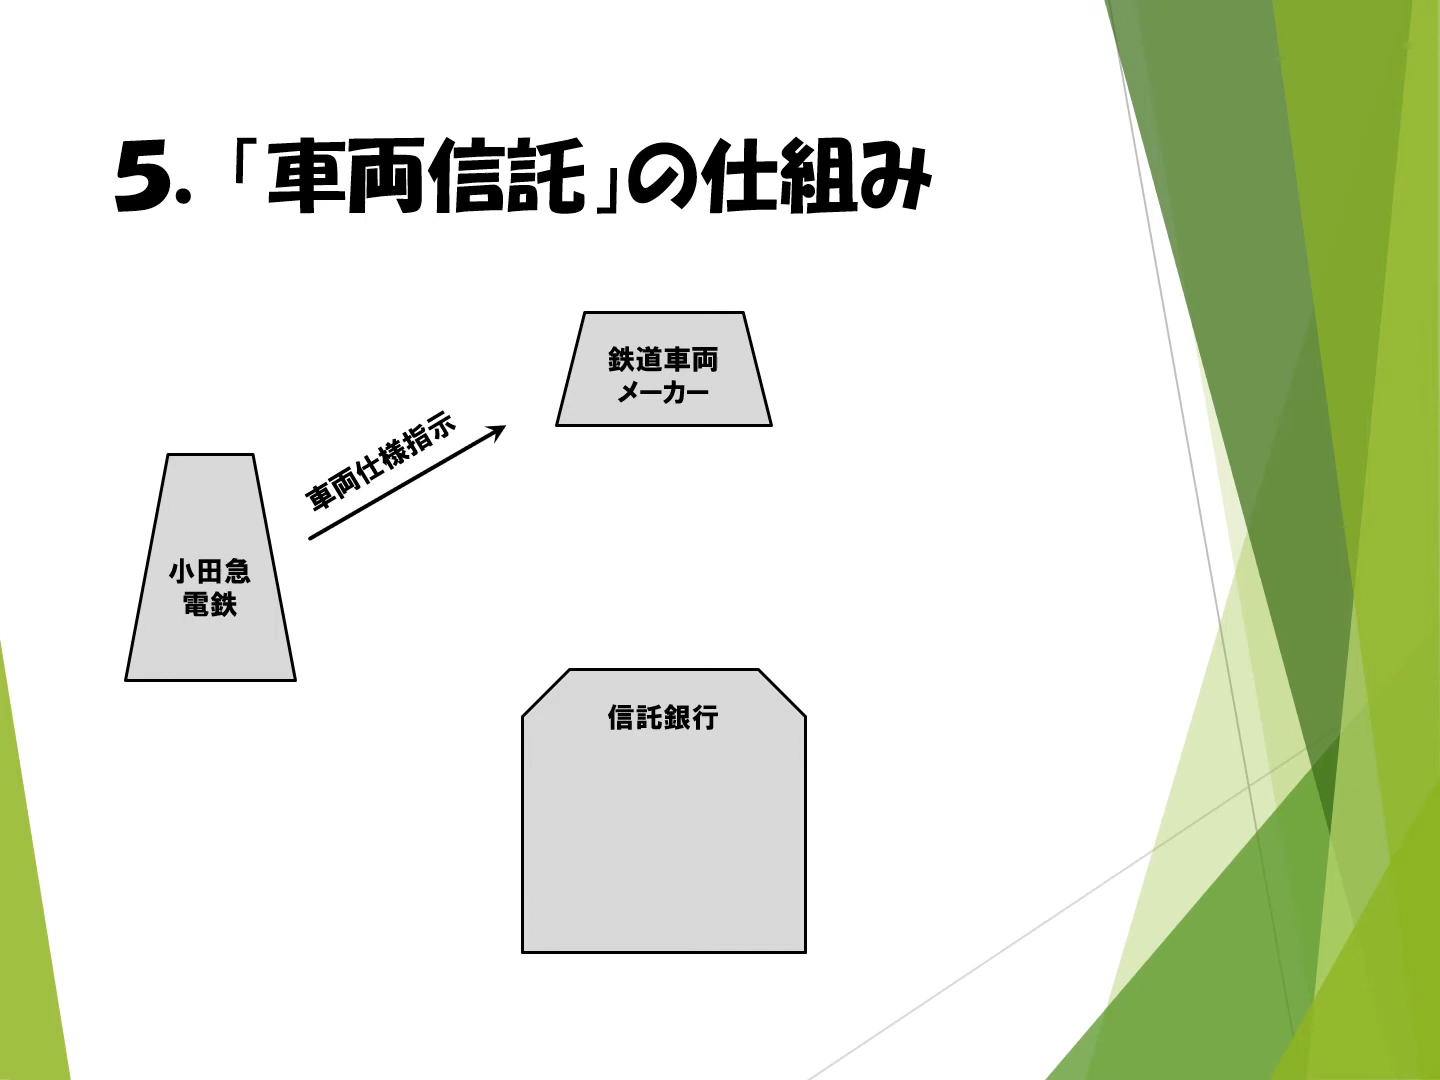 5. 「車両信託」の仕組み
鉄道車両
メーカー
車両仕様指示
小田急
電鉄
信託銀行